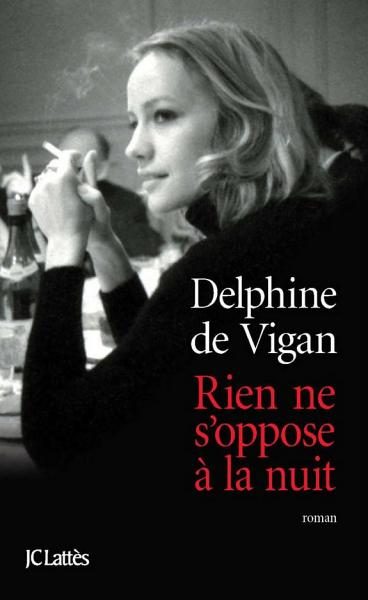 Delphine
de Vigan
Rien ne
s'oppose
à la nuit
roman
JC Lattès